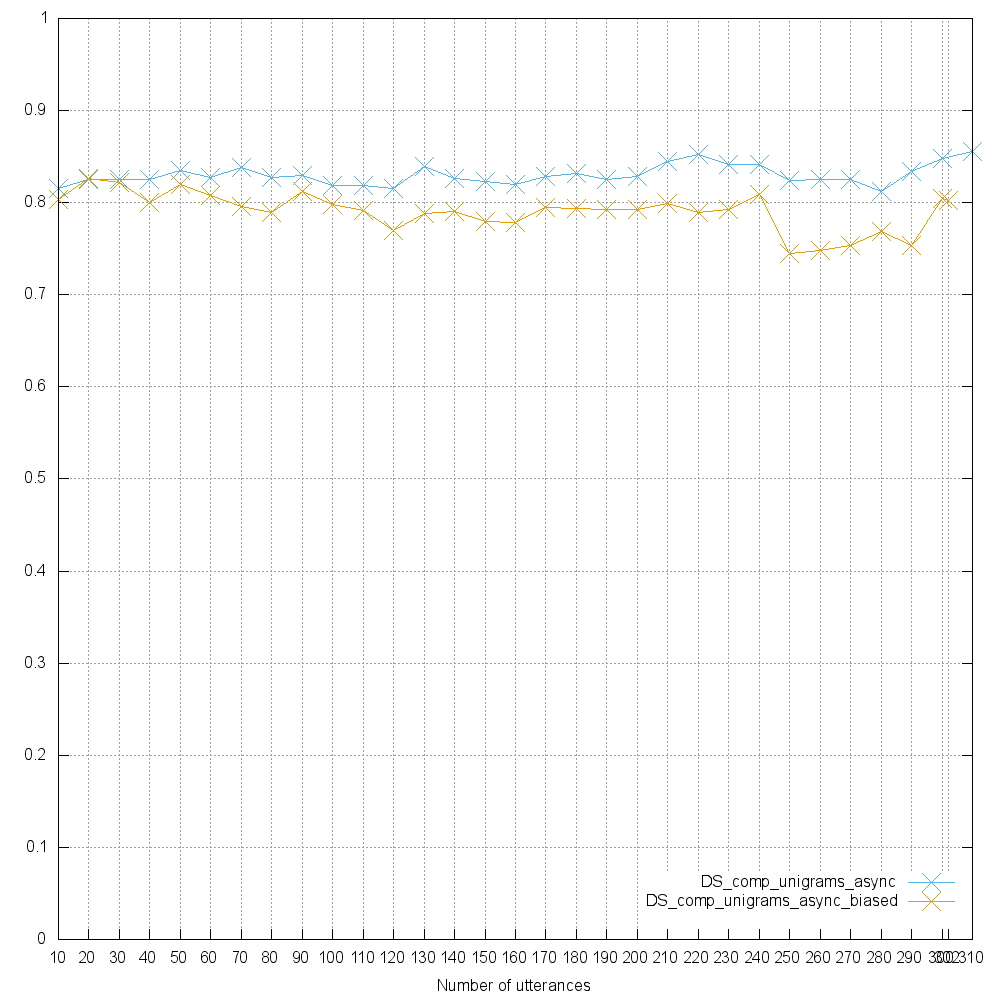 1
0.9
0.8
0.7
0.6
0.5
0.4
0.3
0.2
0.1
0
DS_comp_unigrams_async
DS_comp_unigrams_async_biased
10 20 30 40 50 60 70 80 90 100 110 120 130 140 150 160 170 180 190 200 210 220 230 240 250 260 270 280 290 300 302 310
Number of utterances